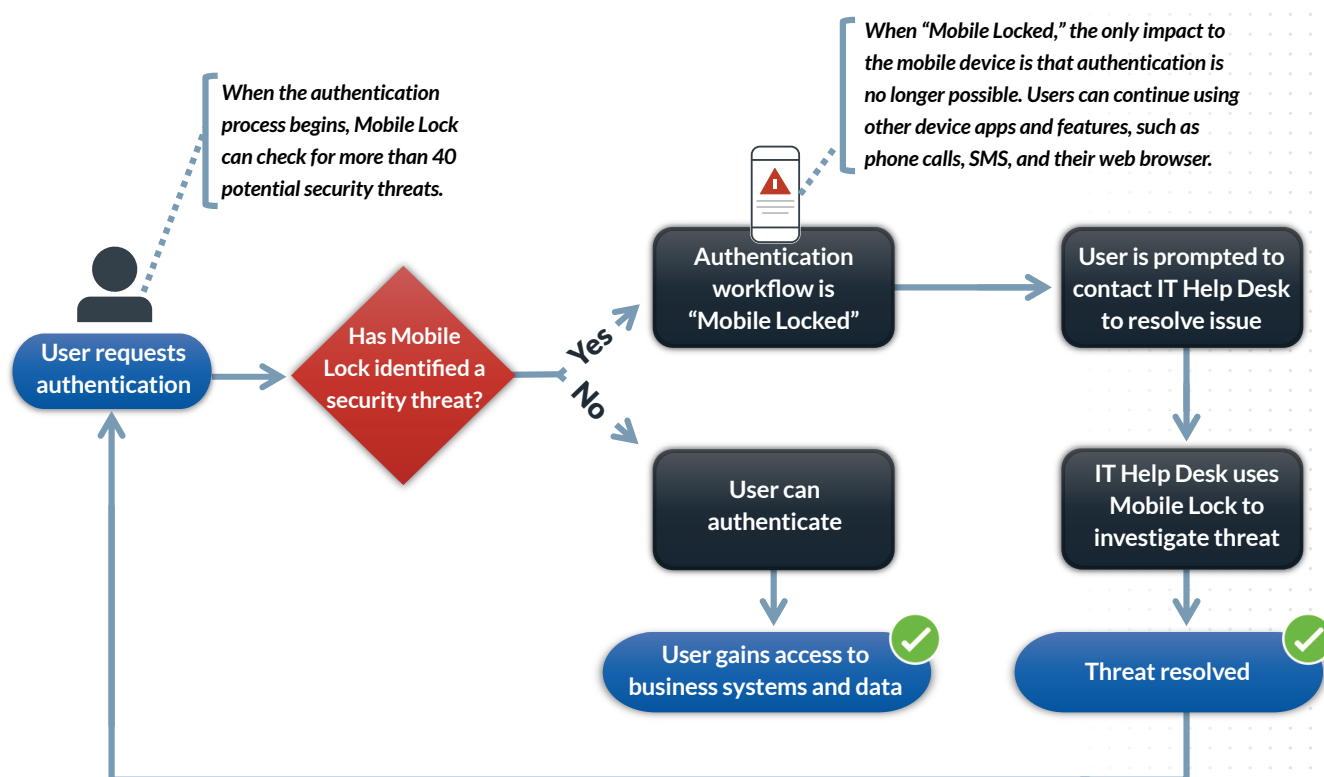 When “Mobile Locked,” the only impact to
the mobile device is that authentication is
no longer possible. Users can continue using
other device apps and features, such as
phone calls, SMS, and their web browser.
When the authentication
process begins, Mobile Lock
can check for more than 40
potential security threats.
User requests
authentication
Has Mobile
Lock identified a
security threat?
Yes
No
Authentication
workflow is
“Mobile Locked”
User is prompted to
contact IT Help Desk
to resolve issue
User can
authenticate
IT Help Desk uses
Mobile Lock to
investigate threat
User gains access to
business systems and data
Threat resolved